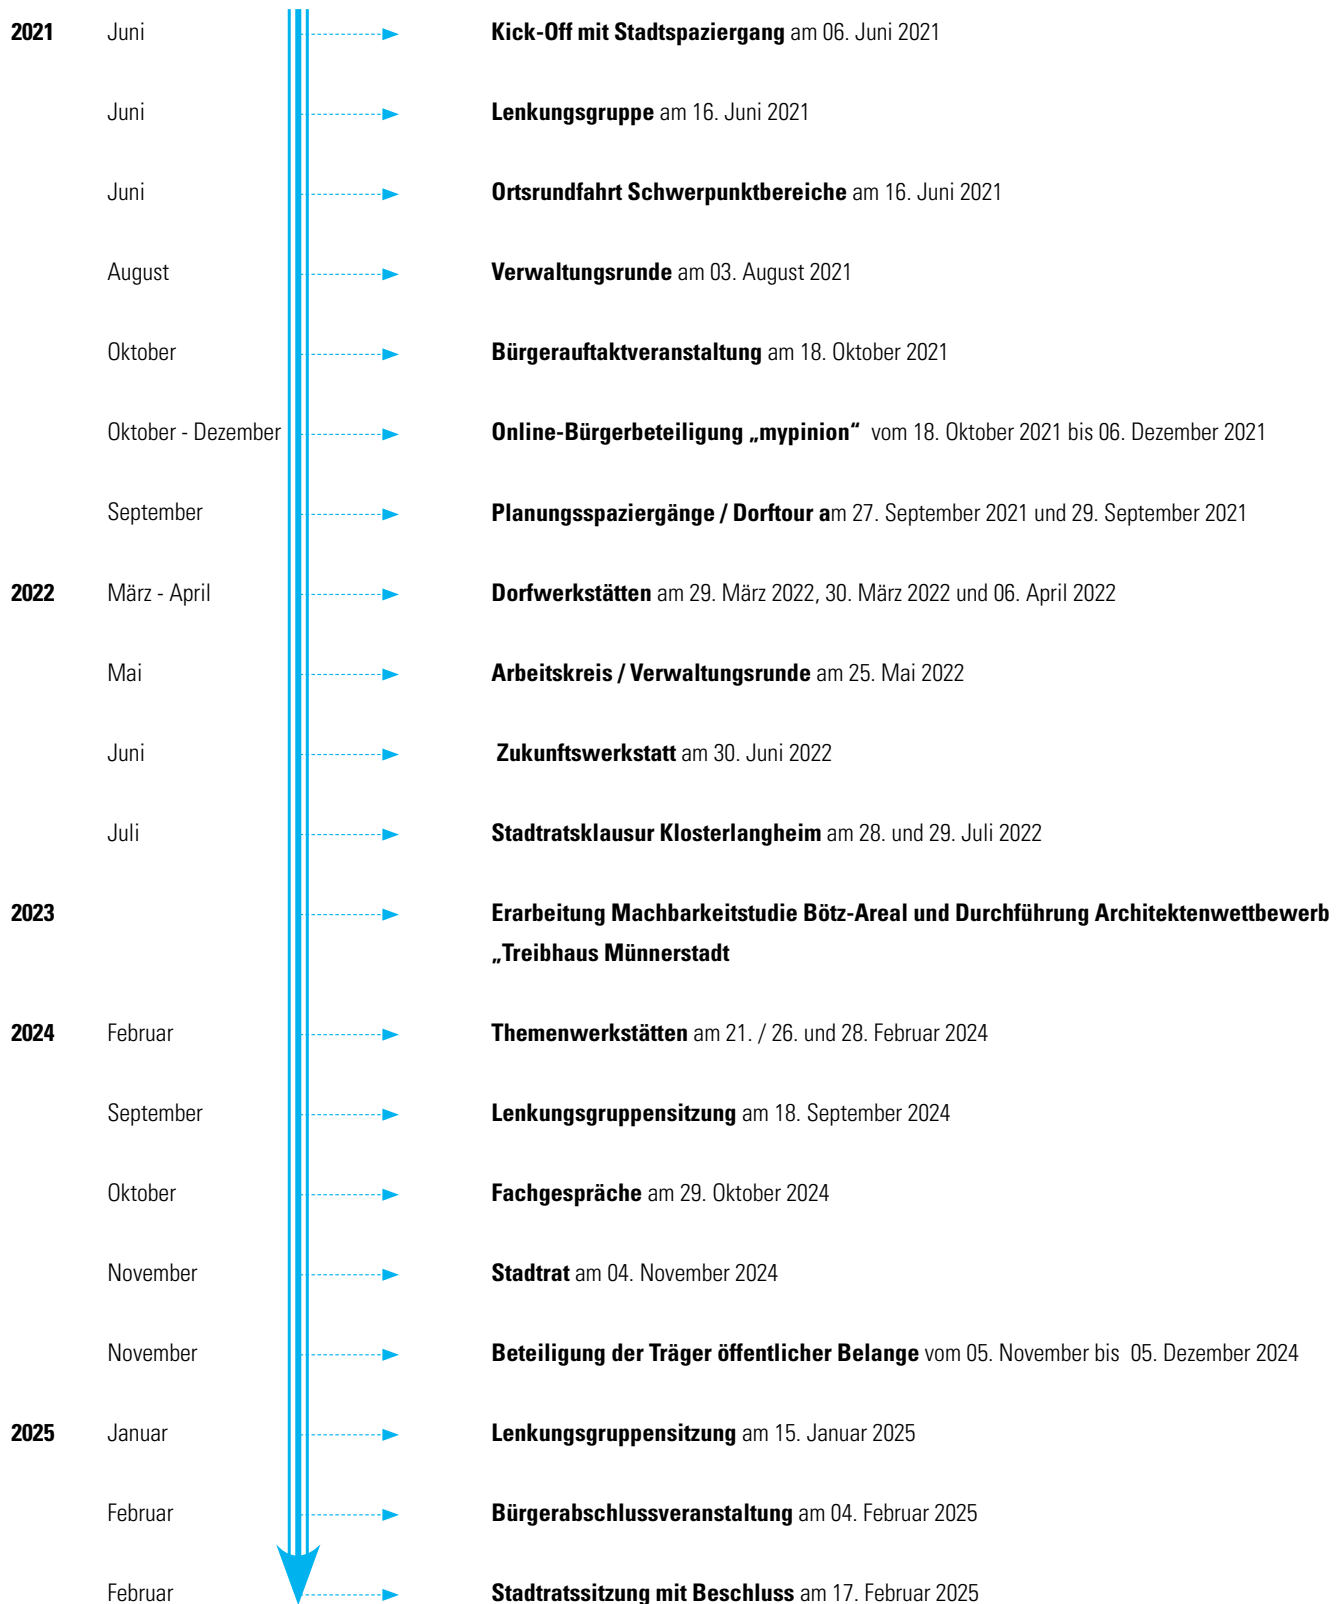 2021 Juni Kick-Off mit Stadtspaziergang am 06. Juni 2021
Juni Lenkungsgruppe am 16. Juni 2021
Juni Ortsrundfahrt Schwerpunktbereiche am 16. Juni 2021
August Verwaltungsrunde am 03. August 2021
Oktober Bürgerauftaktveranstaltung am 18. Oktober 2021
Oktober - Dezember Online-Bürgerbeteiligung „mypinion“ vom 18. Oktober 2021 bis 06. Dezember 2021
September Planungsspaziergänge / Dorftour am 27. September 2021 und 29. September 2021
2022 März - April Dorfwerkstätten am 29. März 2022, 30. März 2022 und 06. April 2022
Mai Arbeitskreis / Verwaltungsrunde am 25. Mai 2022
Juni Zukunftswerkstatt am 30. Juni 2022
Juli Stadtratsklausur Klosterlangheim am 28. und 29. Juli 2022
2023 Erarbeitung Machbarkeitstudie Bötz-Areal und Durchführung Architektenwettbewerb
„Treibhaus Münnerstadt
2024 Februar Themenwerkstätten am 21. / 26. und 28. Februar 2024
September Lenkungsgruppensitzung am 18. September 2024
Oktober Fachgespräche am 29. Oktober 2024
November Stadtrat am 04. November 2024
November Beteiligung der Träger öffentlicher Belange vom 05. November bis 05. Dezember 2024
2025 Januar Lenkungsgruppensitzung am 15. Januar 2025
Februar Bürgerabschlussveranstaltung am 04. Februar 2025
Februar Stadtratssitzung mit Beschluss am 17. Februar 2025